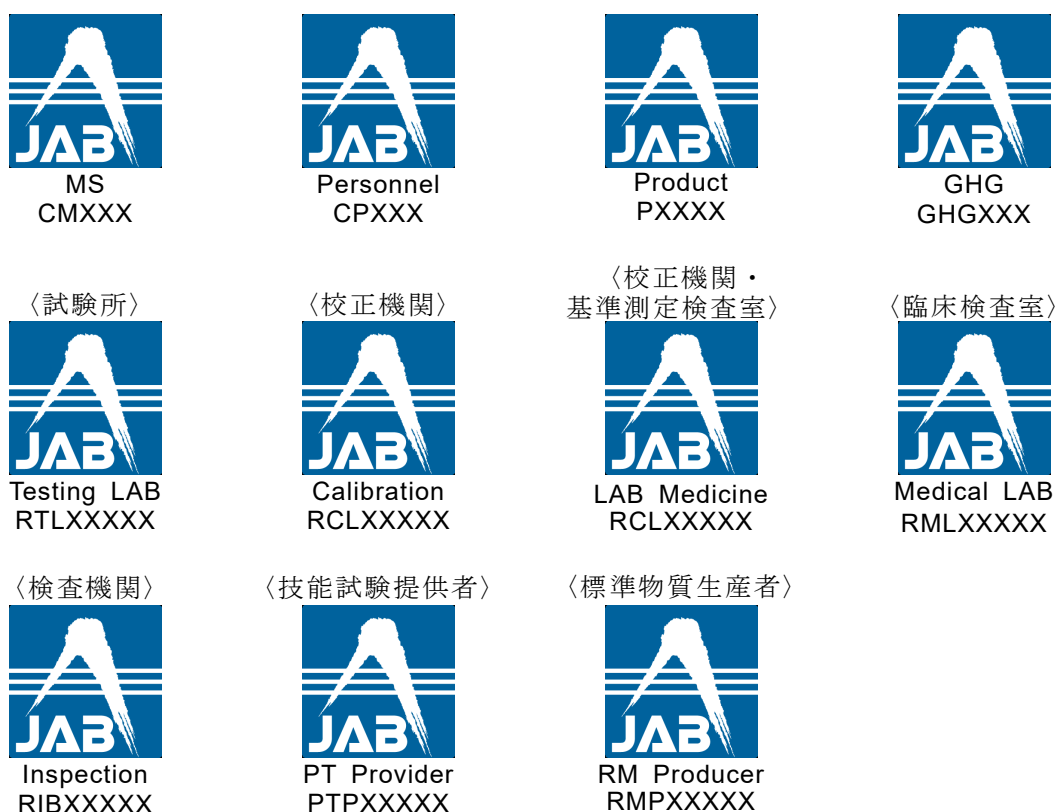 JAB
MS
CMXXX
JAB
Personnel
CPXXX
JAB
Product
PXXXX
JAB
GHG
GHGXXX
〈試験所〉
JAB
Testing LAB
RTLXXXXX
〈校正機関〉
JAB
Calibration
RCLXXXXX
〈校正機関・
基準測定検査室〉
JAB
LAB Medicine
RCLXXXXX
〈臨床検査室〉
JAB
Medical LAB
RMLXXXXX
〈検査機関〉
JAB
Inspection
RIBXXXXX
〈技能試験提供者〉
JAB
PT Provider
PTPXXXXX
〈標準物質生産者〉
JAB
RM Producer
RMPXXXXX